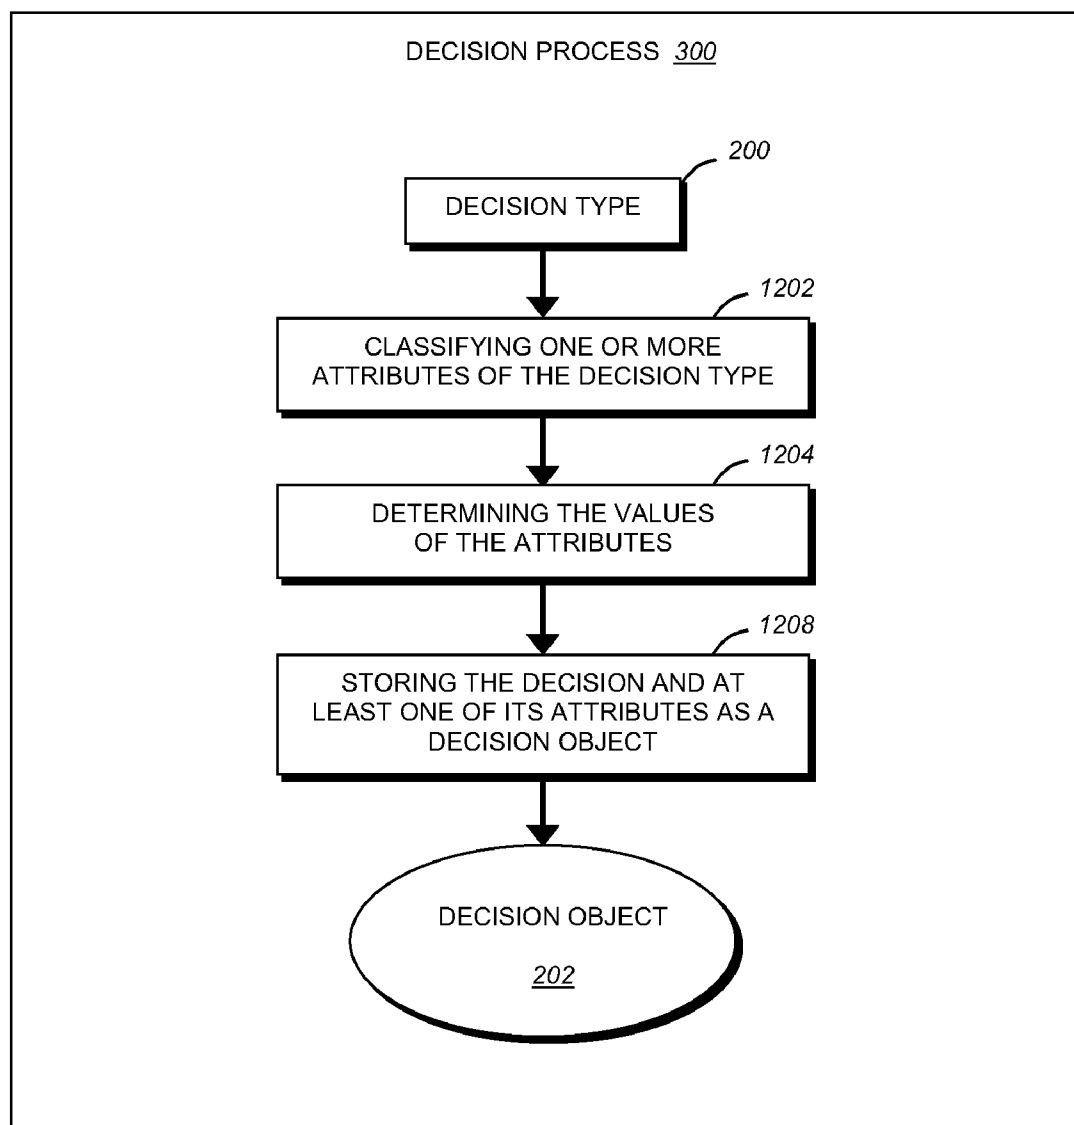 DECISION PROCESS 300
200
DECISION TYPE
1202
CLASSIFYING ONE OR MORE
ATTRIBUTES OF THE DECISION TYPE
1204
DETERMINING THE VALUES
OF THE ATTRIBUTES
1208
STORING THE DECISION AND AT
LEAST ONE OF ITS ATTRIBUTES AS A
DECISION OBJECT
DECISION OBJECT
202